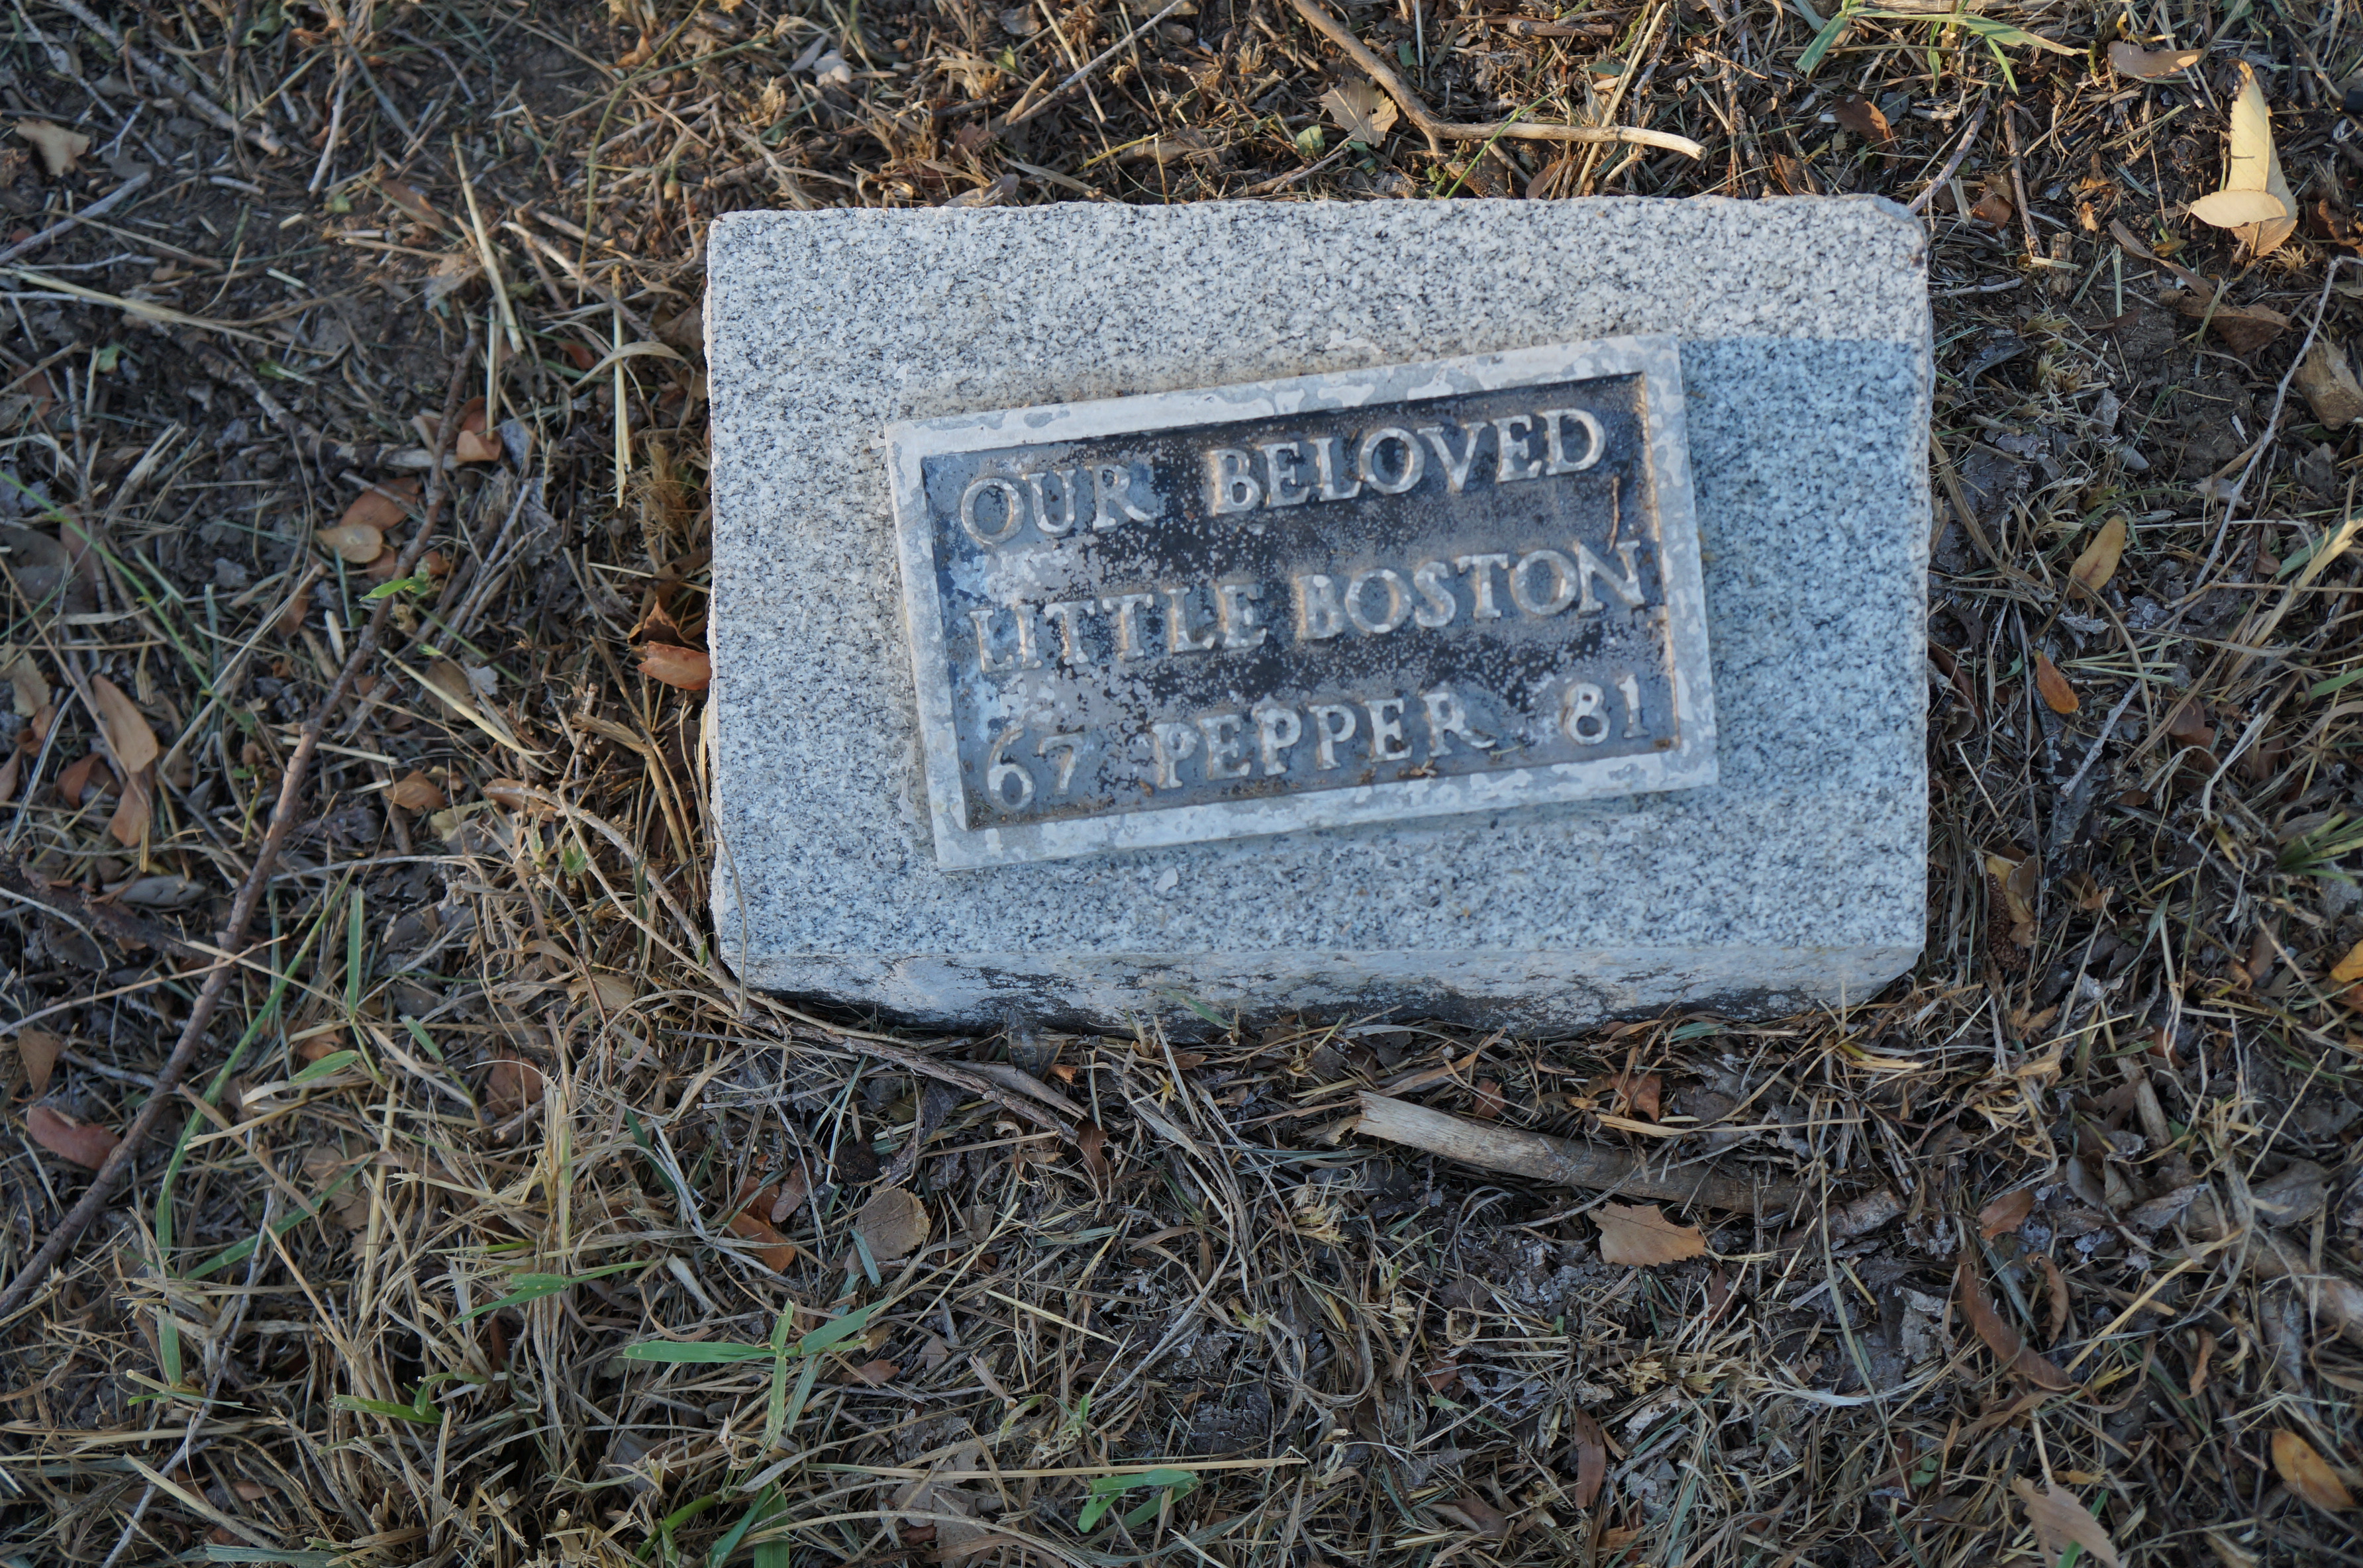 OUR BELOVED
LITTLE BOSTON
67 PEPPER 81